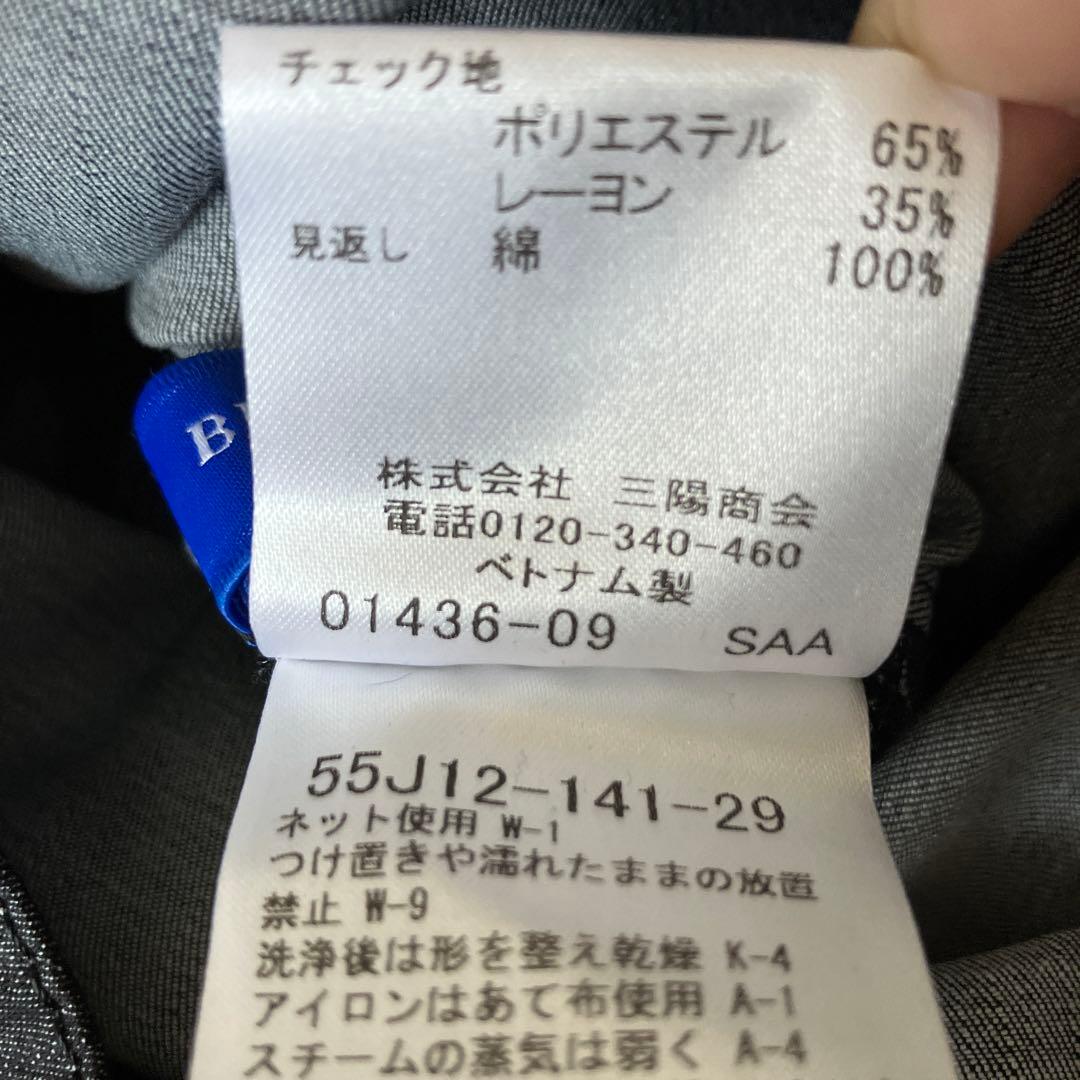 チェック地
ポリエステル 65%
レーヨン 35%
見返し 綿 100%
B
株式会社 三陽商会
電話0120-340-460
ベトナム製
01436-09 SAA
55J12-141-29
ネット使用 W-1
つけ置きや濡れたままの放置
禁止 W-9
洗浄後は形を整え乾燥 K-4
アイロンはあて布使用 A-1
スチームの蒸気は弱く A-4